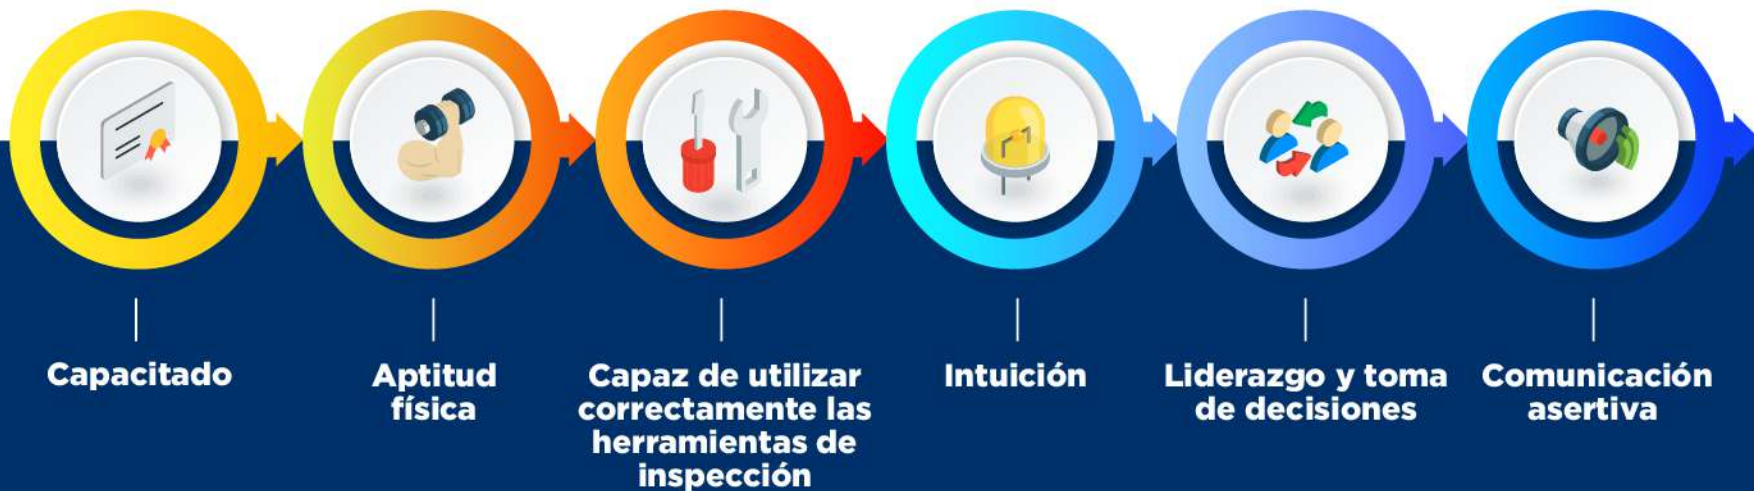 Capacitado
Aptitud
física
Capaz de utilizar
correctamente las
herramientas de
inspección
Intuición
Liderazgo y toma
de decisiones
Comunicación
asertiva